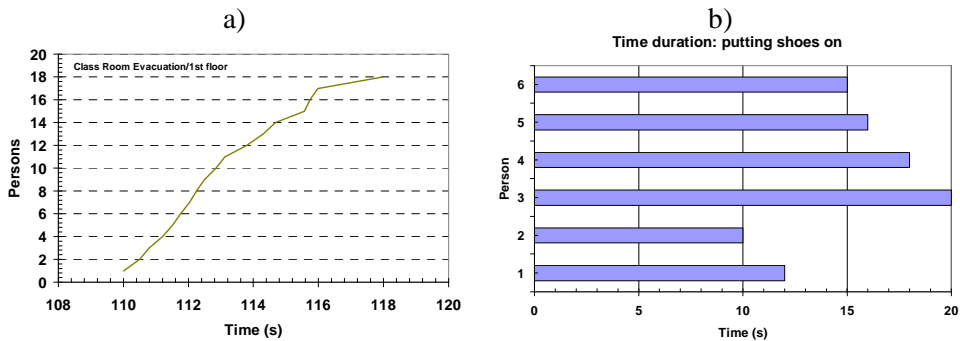 a)
Class Room Evacuation/1st floor
20
18
16
14
12
10
8
6
4
2
0
Persons
108 110 112 114 116 118 120
Time (s)
b)
Time duration: putting shoes on
6
5
4
3
2
1
Person
0 5 10 15 20
Time (s)